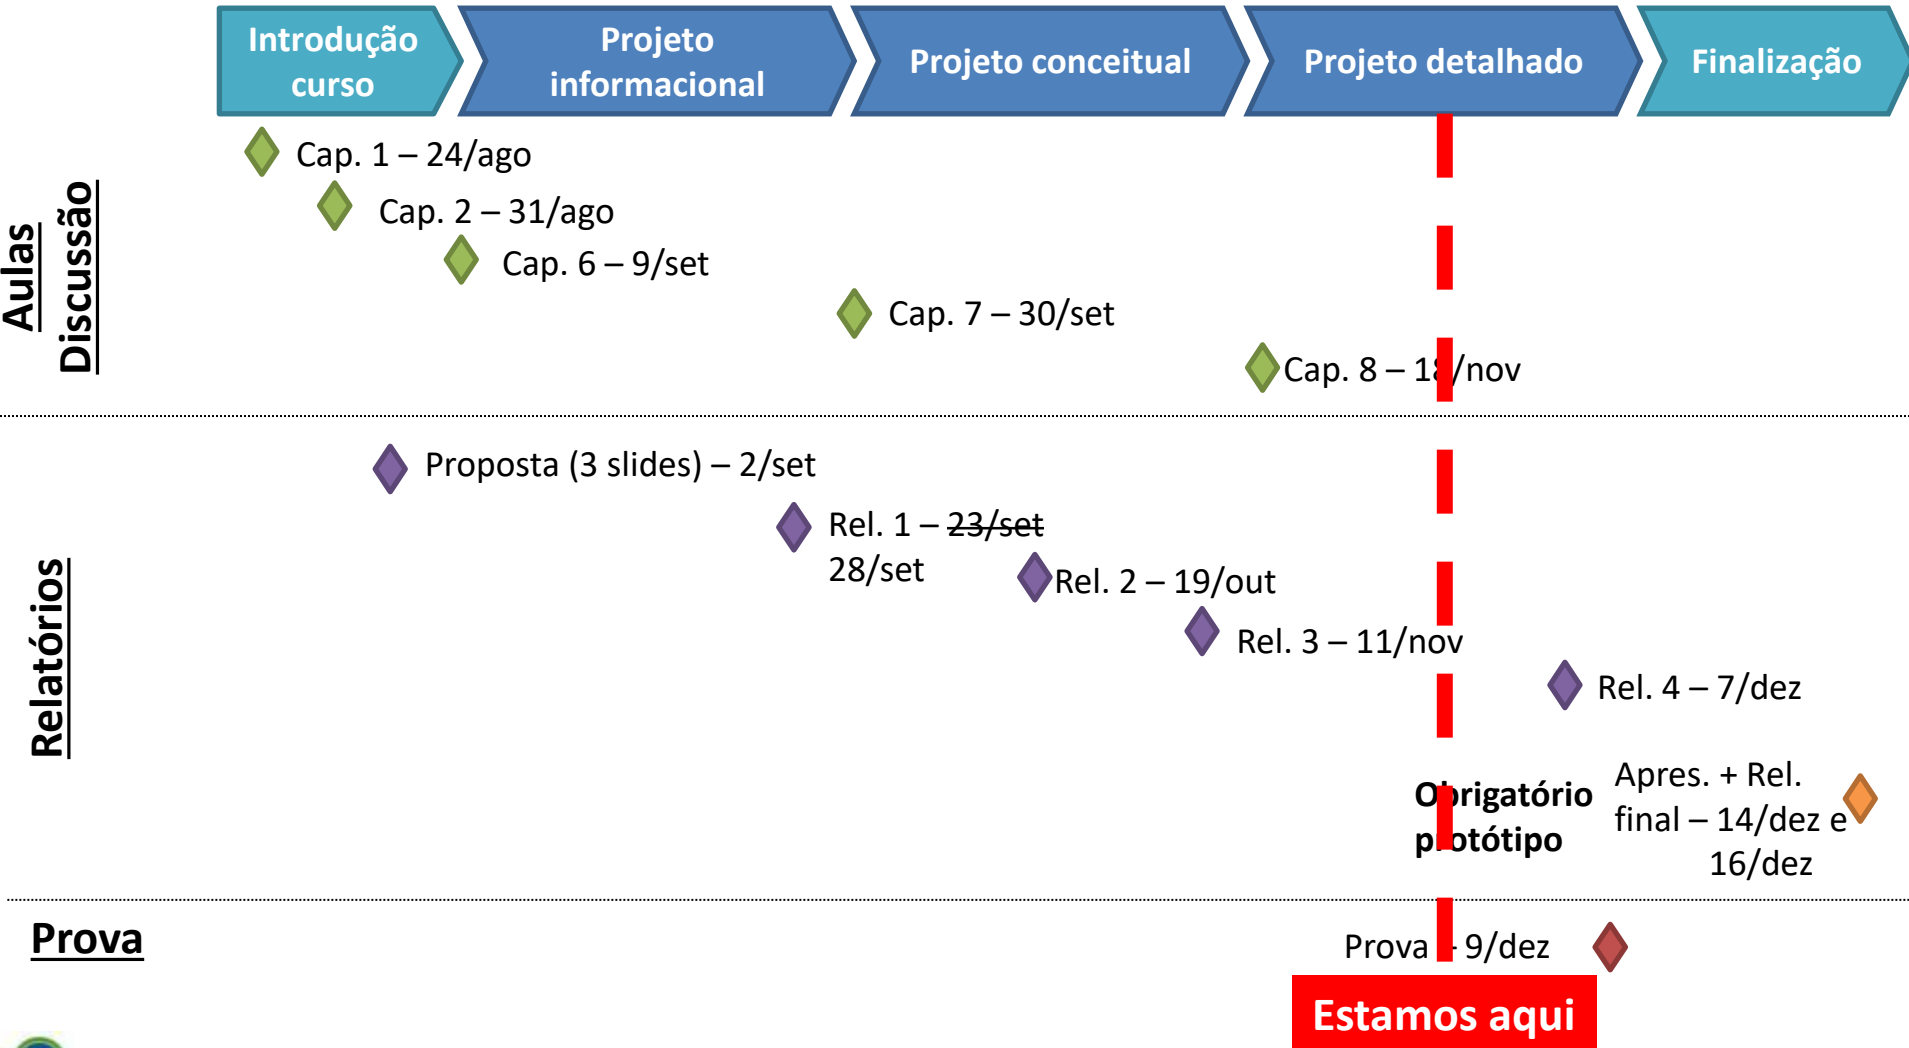 Introdução
curso
Projeto
informacional
Projeto conceitual
Projeto detalhado
Finalização
Aulas
Discussão
Cap. 1 – 24/ago
Cap. 2 – 31/ago
Cap. 6 – 9/set
Cap. 7 – 30/set
Cap. 8 – 18/nov
Relatórios
Proposta (3 slides) – 2/set
Rel. 1 – 23/set
28/set
Rel. 2 – 19/out
Rel. 3 – 11/nov
Rel. 4 – 7/dez
Obrigatório
protótipo
Apres. + Rel.
final – 14/dez e
16/dez
Prova
Prova – 9/dez
Estamos aqui